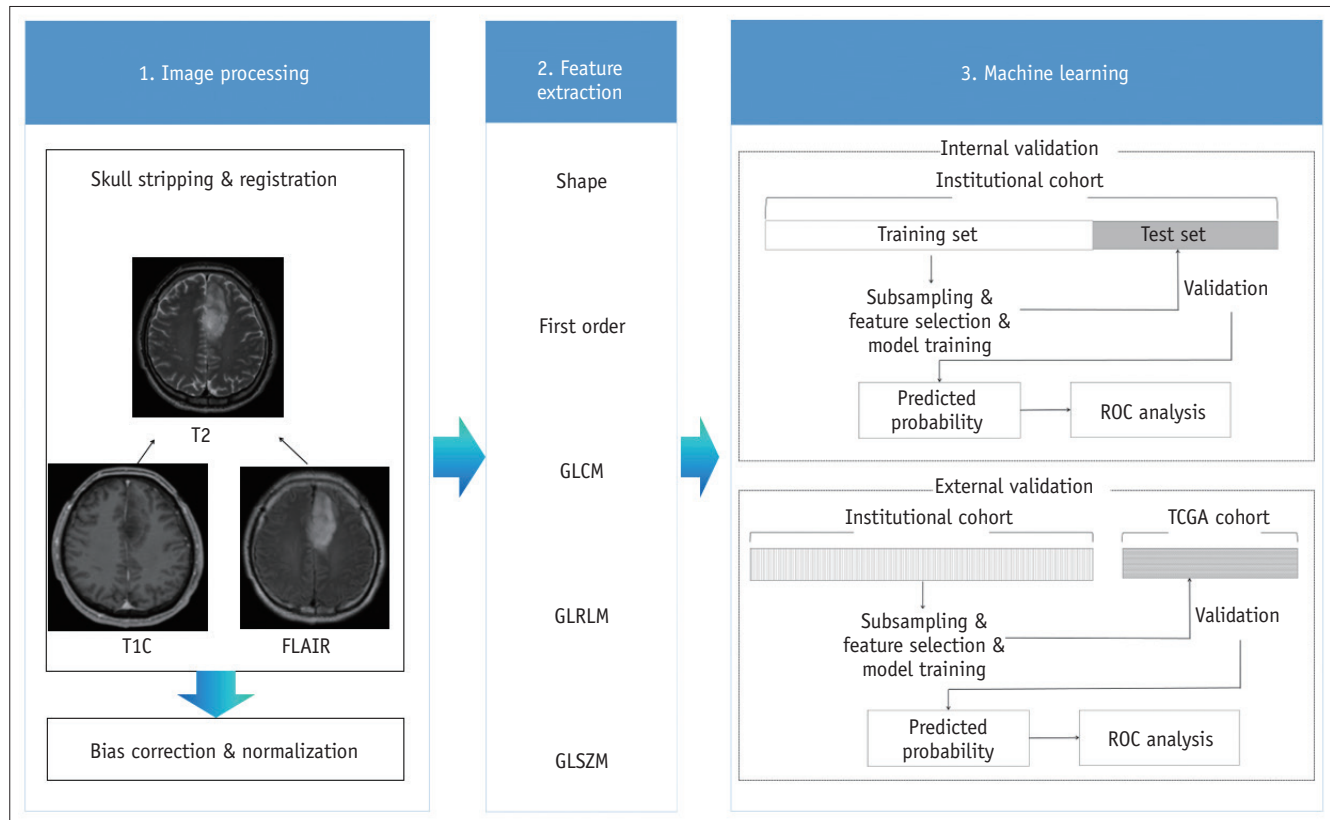 1. Image processing
Skull stripping & registration
T2
T1C
FLAIR
Bias correction & normalization
2. Feature
extraction
Shape
First order
GLCM
GLRLM
GLSZM
3. Machine learning
Internal validation
Institutional cohort
Training set
Test set
Subsampling &
feature selection &
model training
Validation
Predicted
probability
ROC analysis
External validation
Institutional cohort
TCGA cohort
Subsampling &
feature selection &
model training
Validation
Predicted
probability
ROC analysis